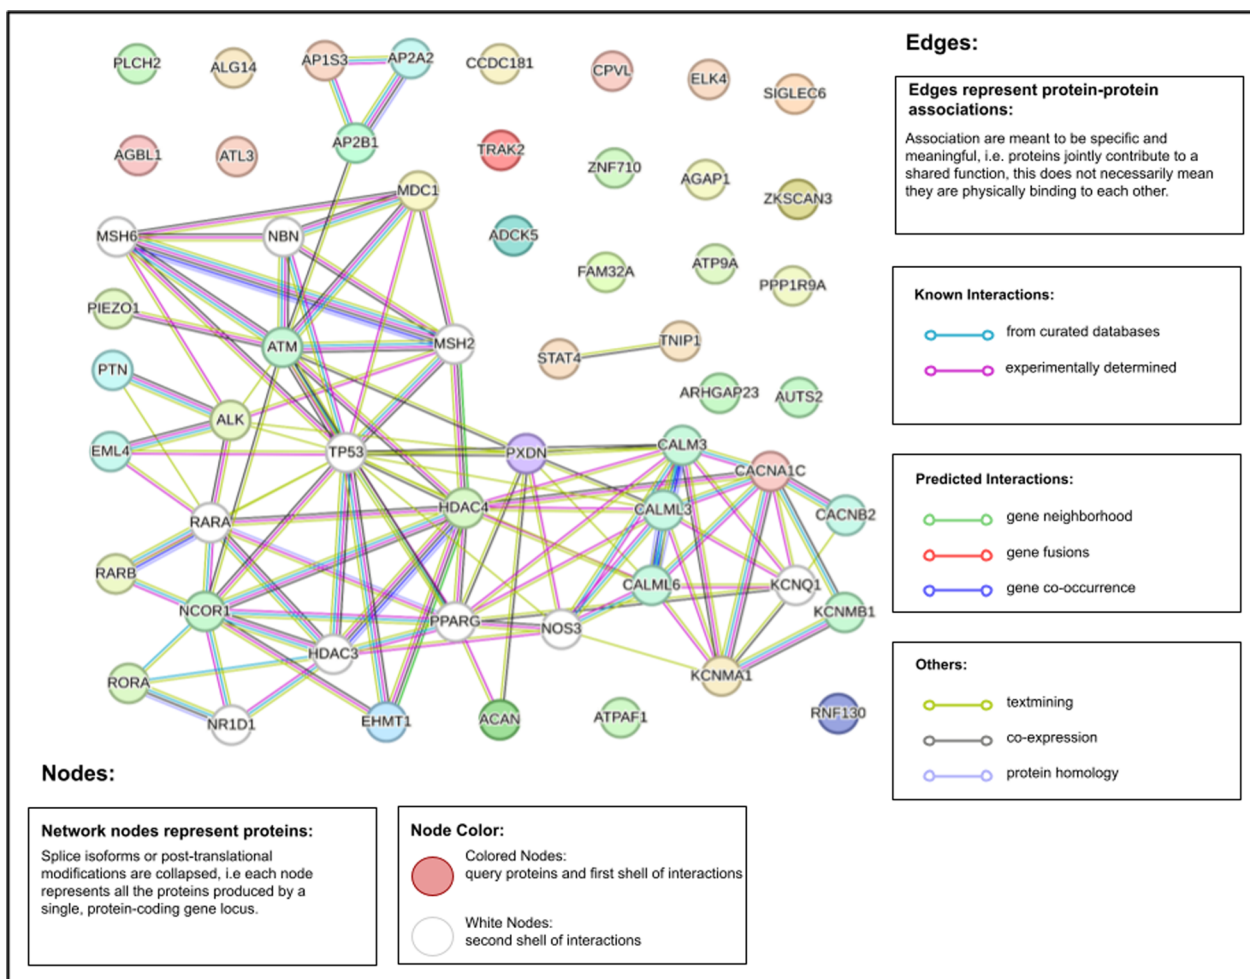 PLCH2
ALG14
AP1S3
AP2A2
CCDC181
CPVL
ELK4
SIGLEC6
AGBL1
ATL3
AP2B1
TRAK2
ZNF710
AGAP1
ZKSCAN3
MDC1
MSH6
NBN
ADCK5
FAM32A
ATP9A
PPP1R9A
PIEZO1
ATM
MSH2
STAT4
TNIP1
PTN
ARHGAP23
AUTS2
ALK
EML4
TP53
PXDN
CALM3
CACNA1C
HDAC4
CALML3
CACNB2
RARA
RARB
CALML6
KCNQ1
NCOR1
PPARG
NOS3
KCNMB1
HDAC3
KCNMA1
RORA
NR1D1
EHMT1
ACAN
ATPAF1
RNF130
Edges:
Edges represent protein-protein
associations:
Association are meant to be specific and
meaningful, i.e. proteins jointly contribute to a
shared function, this does not necessarily mean
they are physically binding to each other.
Known Interactions:
from curated databases
experimentally determined
Predicted Interactions:
gene neighborhood
gene fusions
gene co-occurrence
Others:
textmining
co-expression
protein homology
Nodes:
Network nodes represent proteins:
Splice isoforms or post-translational
modifications are collapsed, i.e each node
represents all the proteins produced by a
single, protein-coding gene locus.
Node Color:
Colored Nodes:
query proteins and first shell of interactions
White Nodes:
second shell of interactions